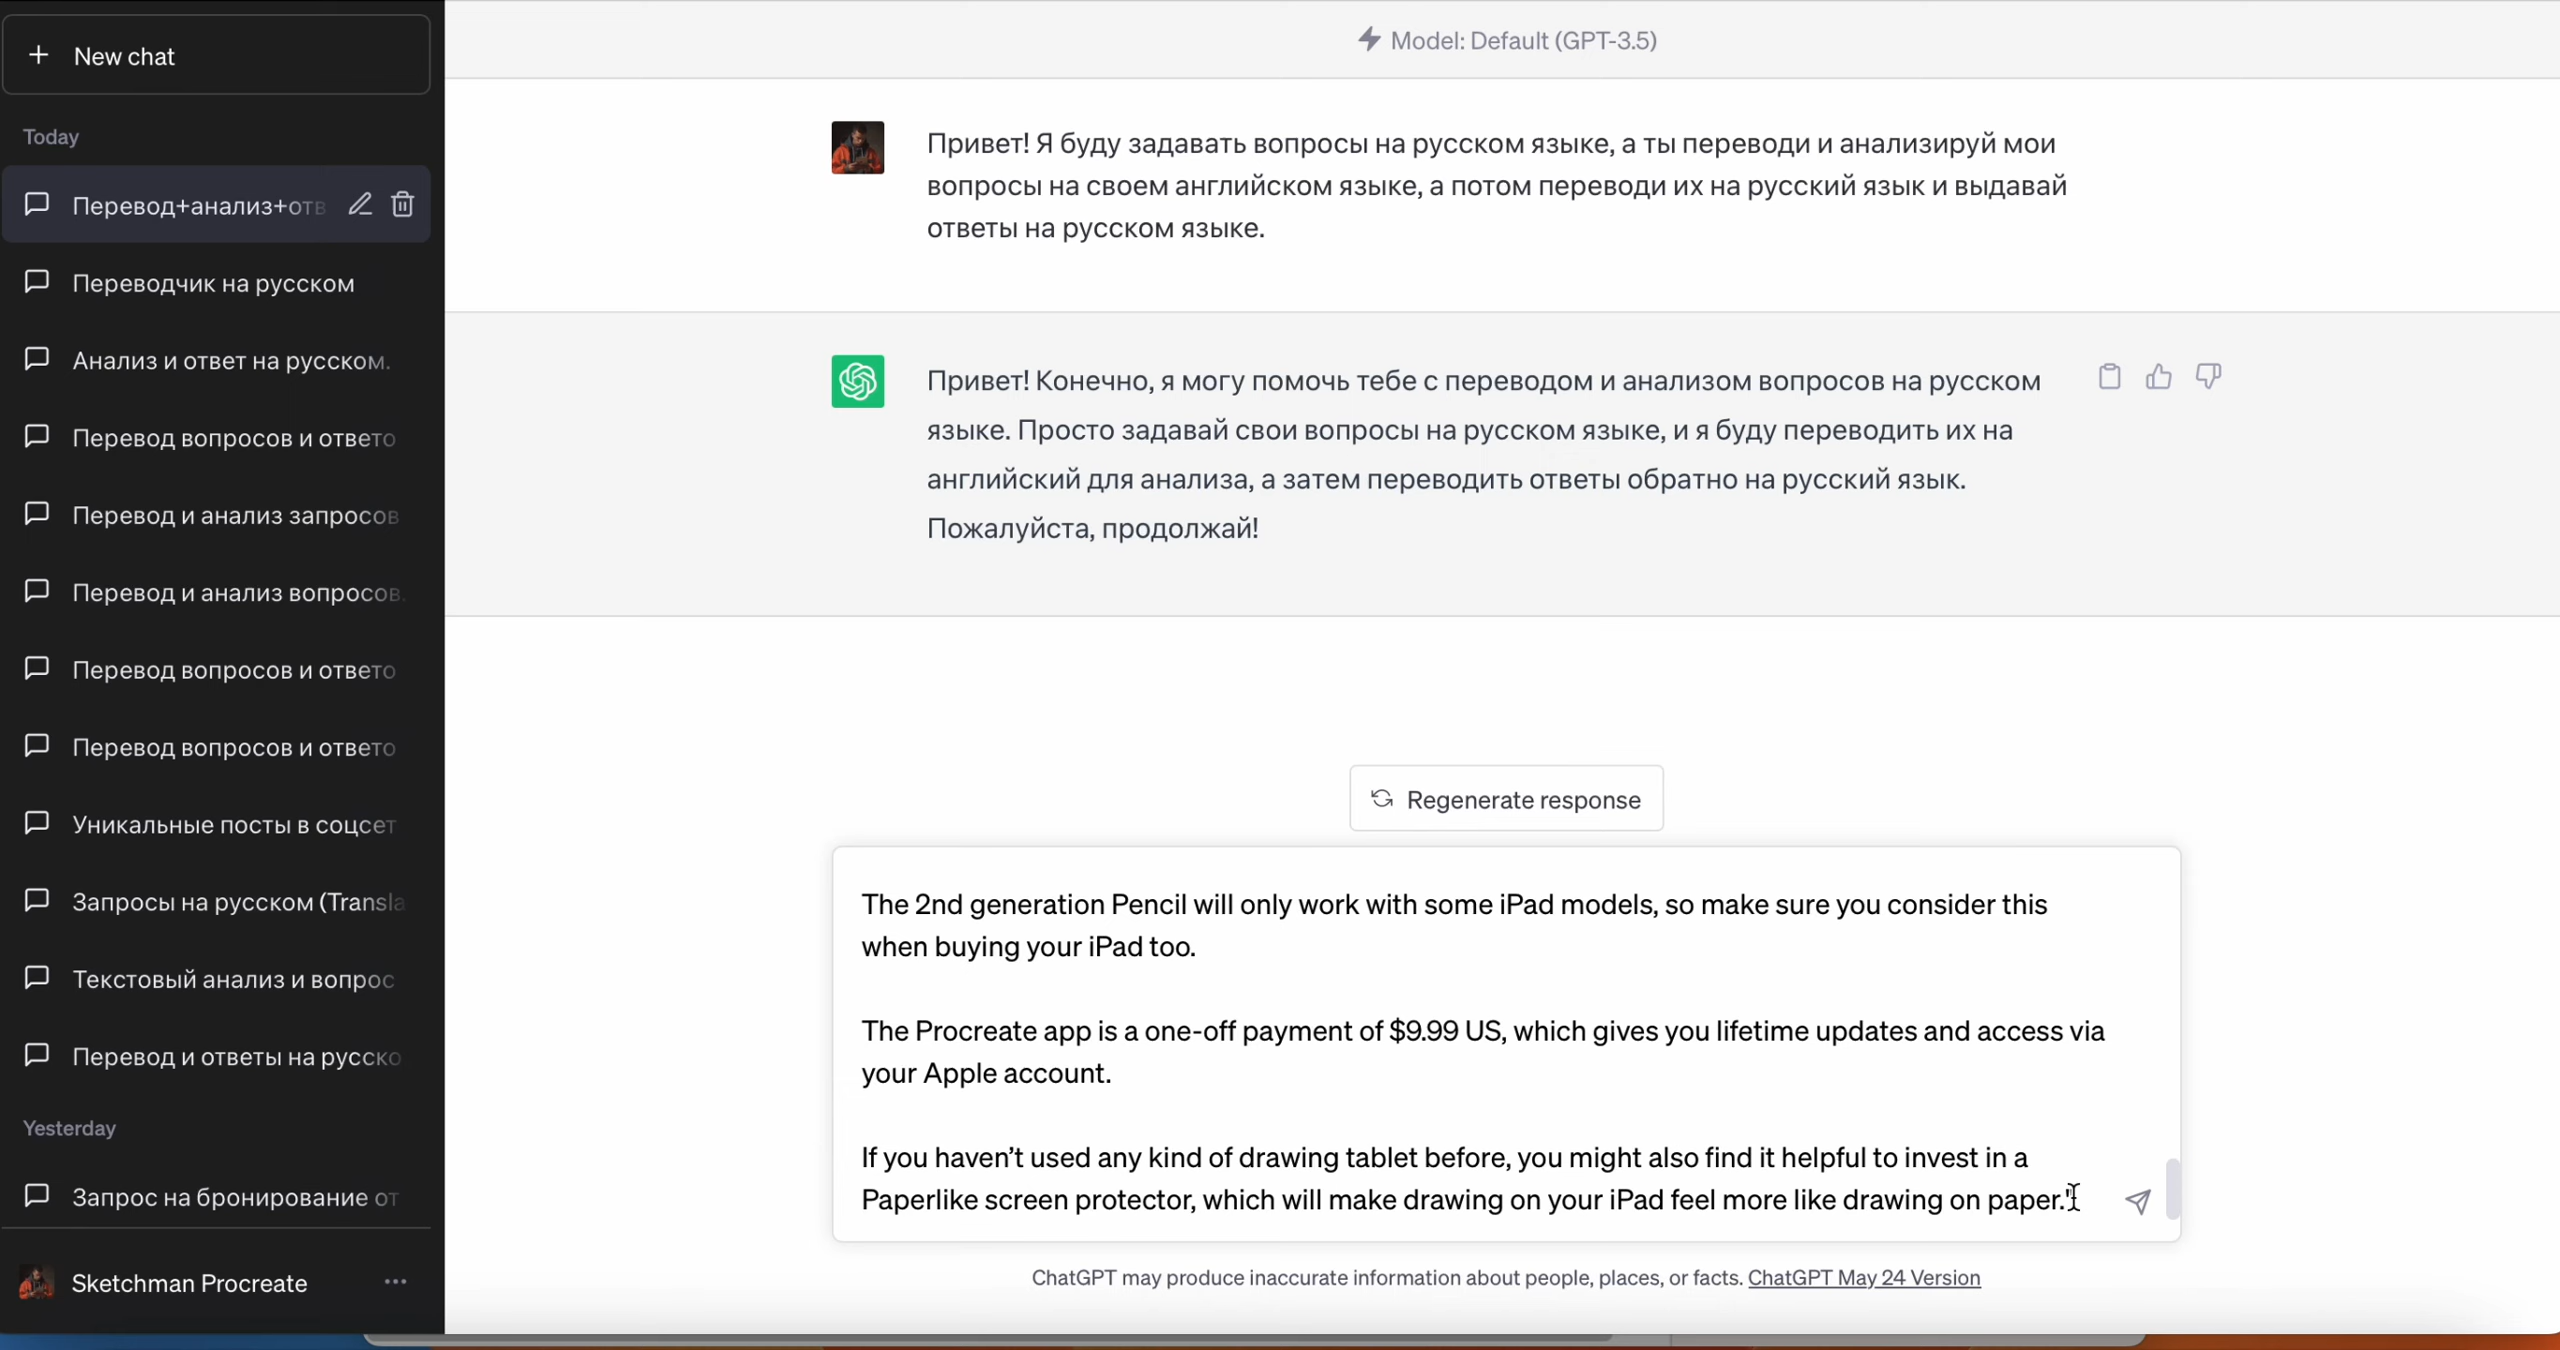 New chat
Today
Перевод+анализ+отв
Переводчик на русском
Анализ и ответ на русском.
Перевод вопросов и ответо
Перевод и анализ запросов
Перевод и анализ вопросов.
Перевод вопросов и ответо
Перевод вопросов и ответо
Уникальные посты в соцсет
Запросы на русском (Transla
Текстовый анализ и вопрос
Перевод и ответы на русско
Yesterday
Запрос на бронирование от
Sketchman Procreate
Model: Default (GPT-3.5)
Привет! Я буду задавать вопросы на русском языке, а ты переводи и анализируй мои
вопросы на своем английском языке, а потом переводи их на русский язык и выдавай
ответы на русском языке.
Привет! Конечно, я могу помочь тебе с переводом и анализом вопросов на русском
языке. Просто задавай свои вопросы на русском языке, и я буду переводить их на
английский для анализа, а затем переводить ответы обратно на русский язык.
Пожалуйста, продолжай!
Regenerate response
The 2nd generation Pencil will only work with some iPad models, so make sure you consider this
when buying your iPad too.
The Procreate app is a one-off payment of $9.99 US, which gives you lifetime updates and access via
your Apple account.
If you haven’t used any kind of drawing tablet before, you might also find it helpful to invest in a
Paperlike screen protector, which will make drawing on your iPad feel more like drawing on paper."
ChatGPT may produce inaccurate information about people, places, or facts. ChatGPT May 24 Version